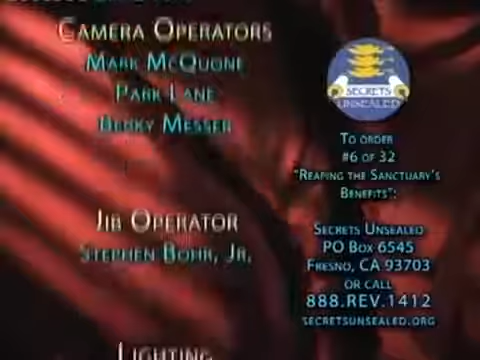 CAMERA OPERATORS
MARK MCQUONE
PARK LANE
BECKY MESSER
JIB OPERATOR
STEPHEN BOHR, JR.
LIGHTING
SECRETS
UNSEALED
TO ORDER
#6 OF 32
"REAPING THE SANCTUARY'S
BENEFITS":
SECRETS UNSEALED
PO BOX 6545
FRESNO, CA 93703
OR CALL
888.REV.1412
SECRETSUNSEALED.ORG